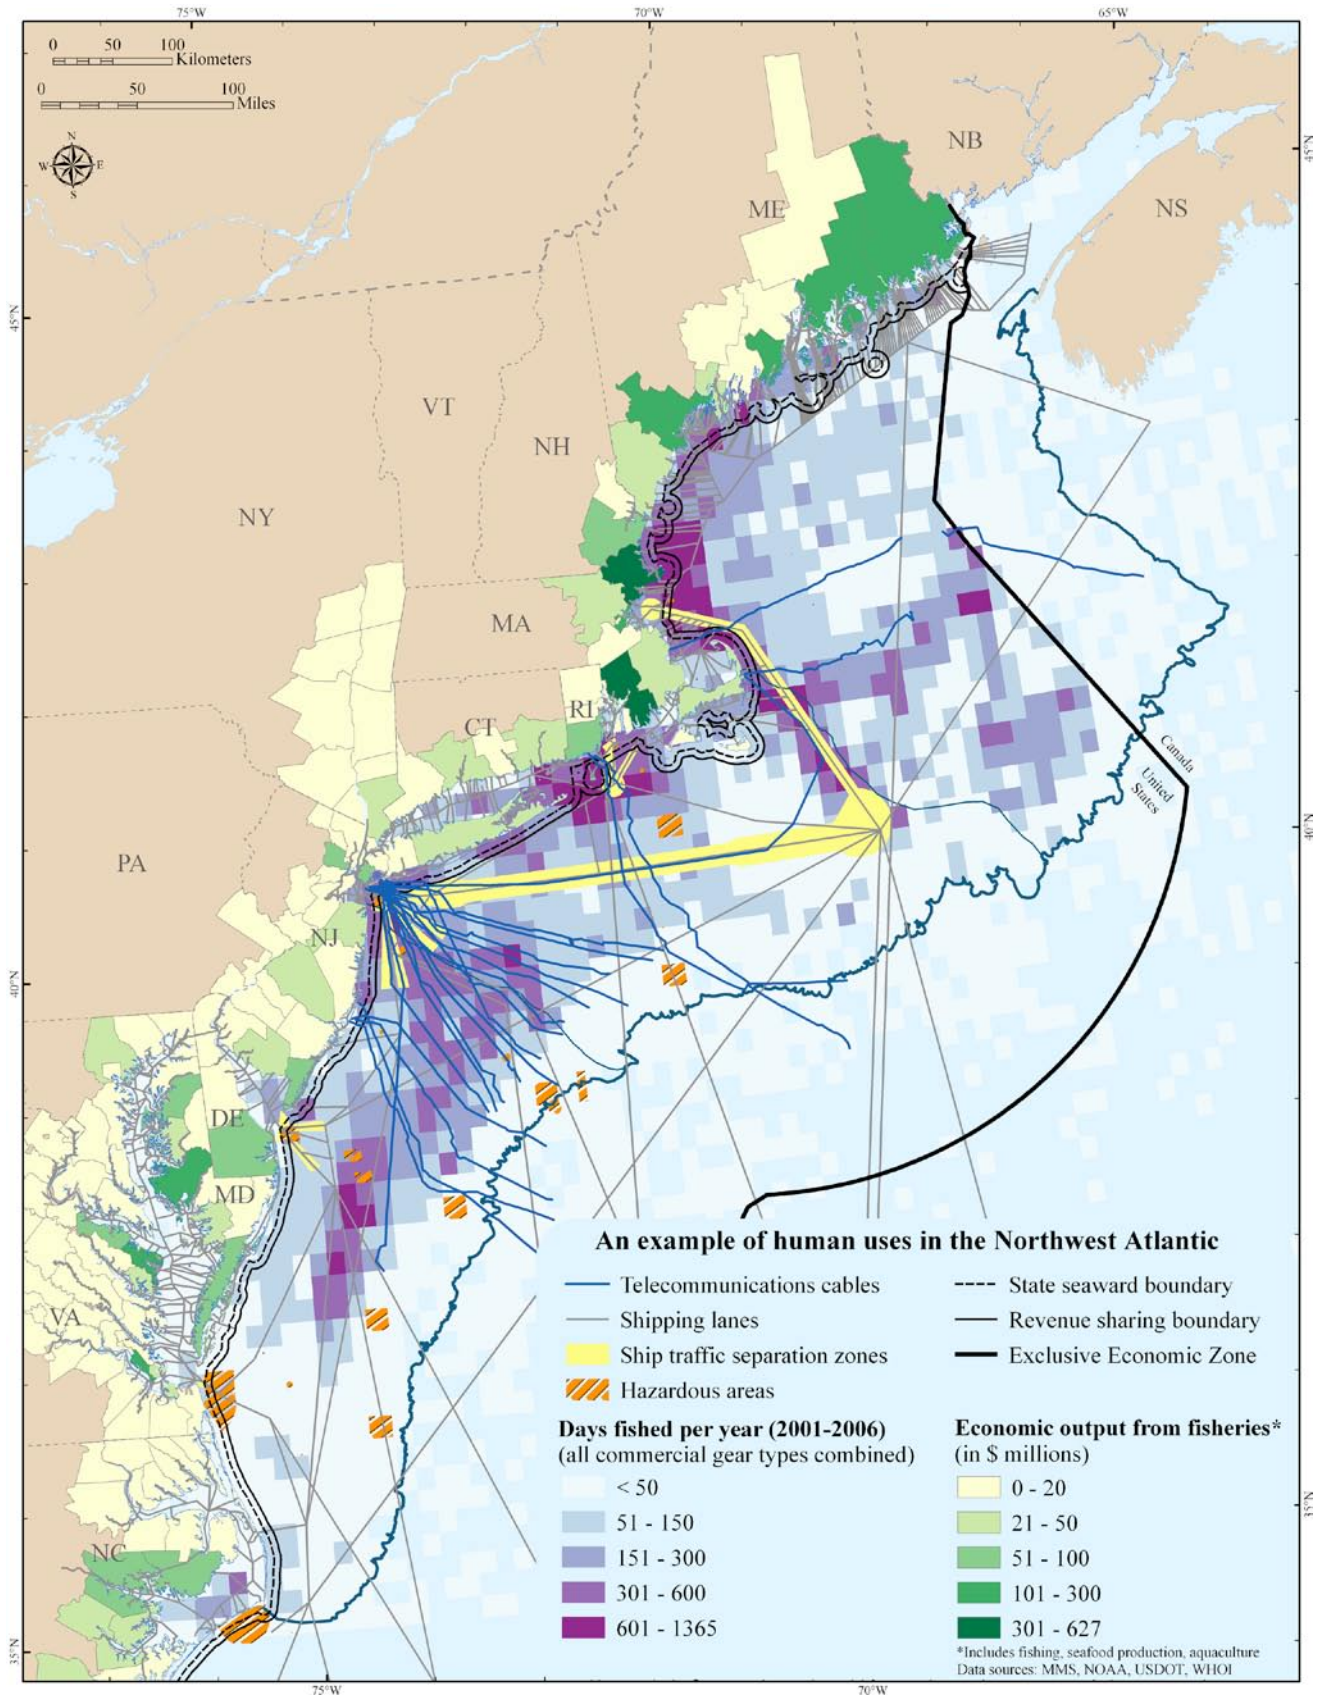 75°W 70°W 65°W
0 50 100
Kilometers
0 50 100
Miles
N
W E
S
45°N
45°N
NB
NS
ME
VT
NH
NY
MA
CT
RI
PA
NJ
Canada
United
States
40°N
40°N
DE
MD
VA
NC
35°N
35°N
75°W 70°W
An example of human uses in the Northwest Atlantic
Telecommunications cables
Shipping lanes
Ship traffic separation zones
Hazardous areas
State seaward boundary
Revenue sharing boundary
Exclusive Economic Zone
Days fished per year (2001-2006)
(all commercial gear types combined)
< 50
51 - 150
151 - 300
301 - 600
601 - 1365
Economic output from fisheries*
(in $ millions)
0 - 20
21 - 50
51 - 100
101 - 300
301 - 627
*Includes fishing, seafood production, aquaculture
Data sources: MMS, NOAA, USDOT, WHOI